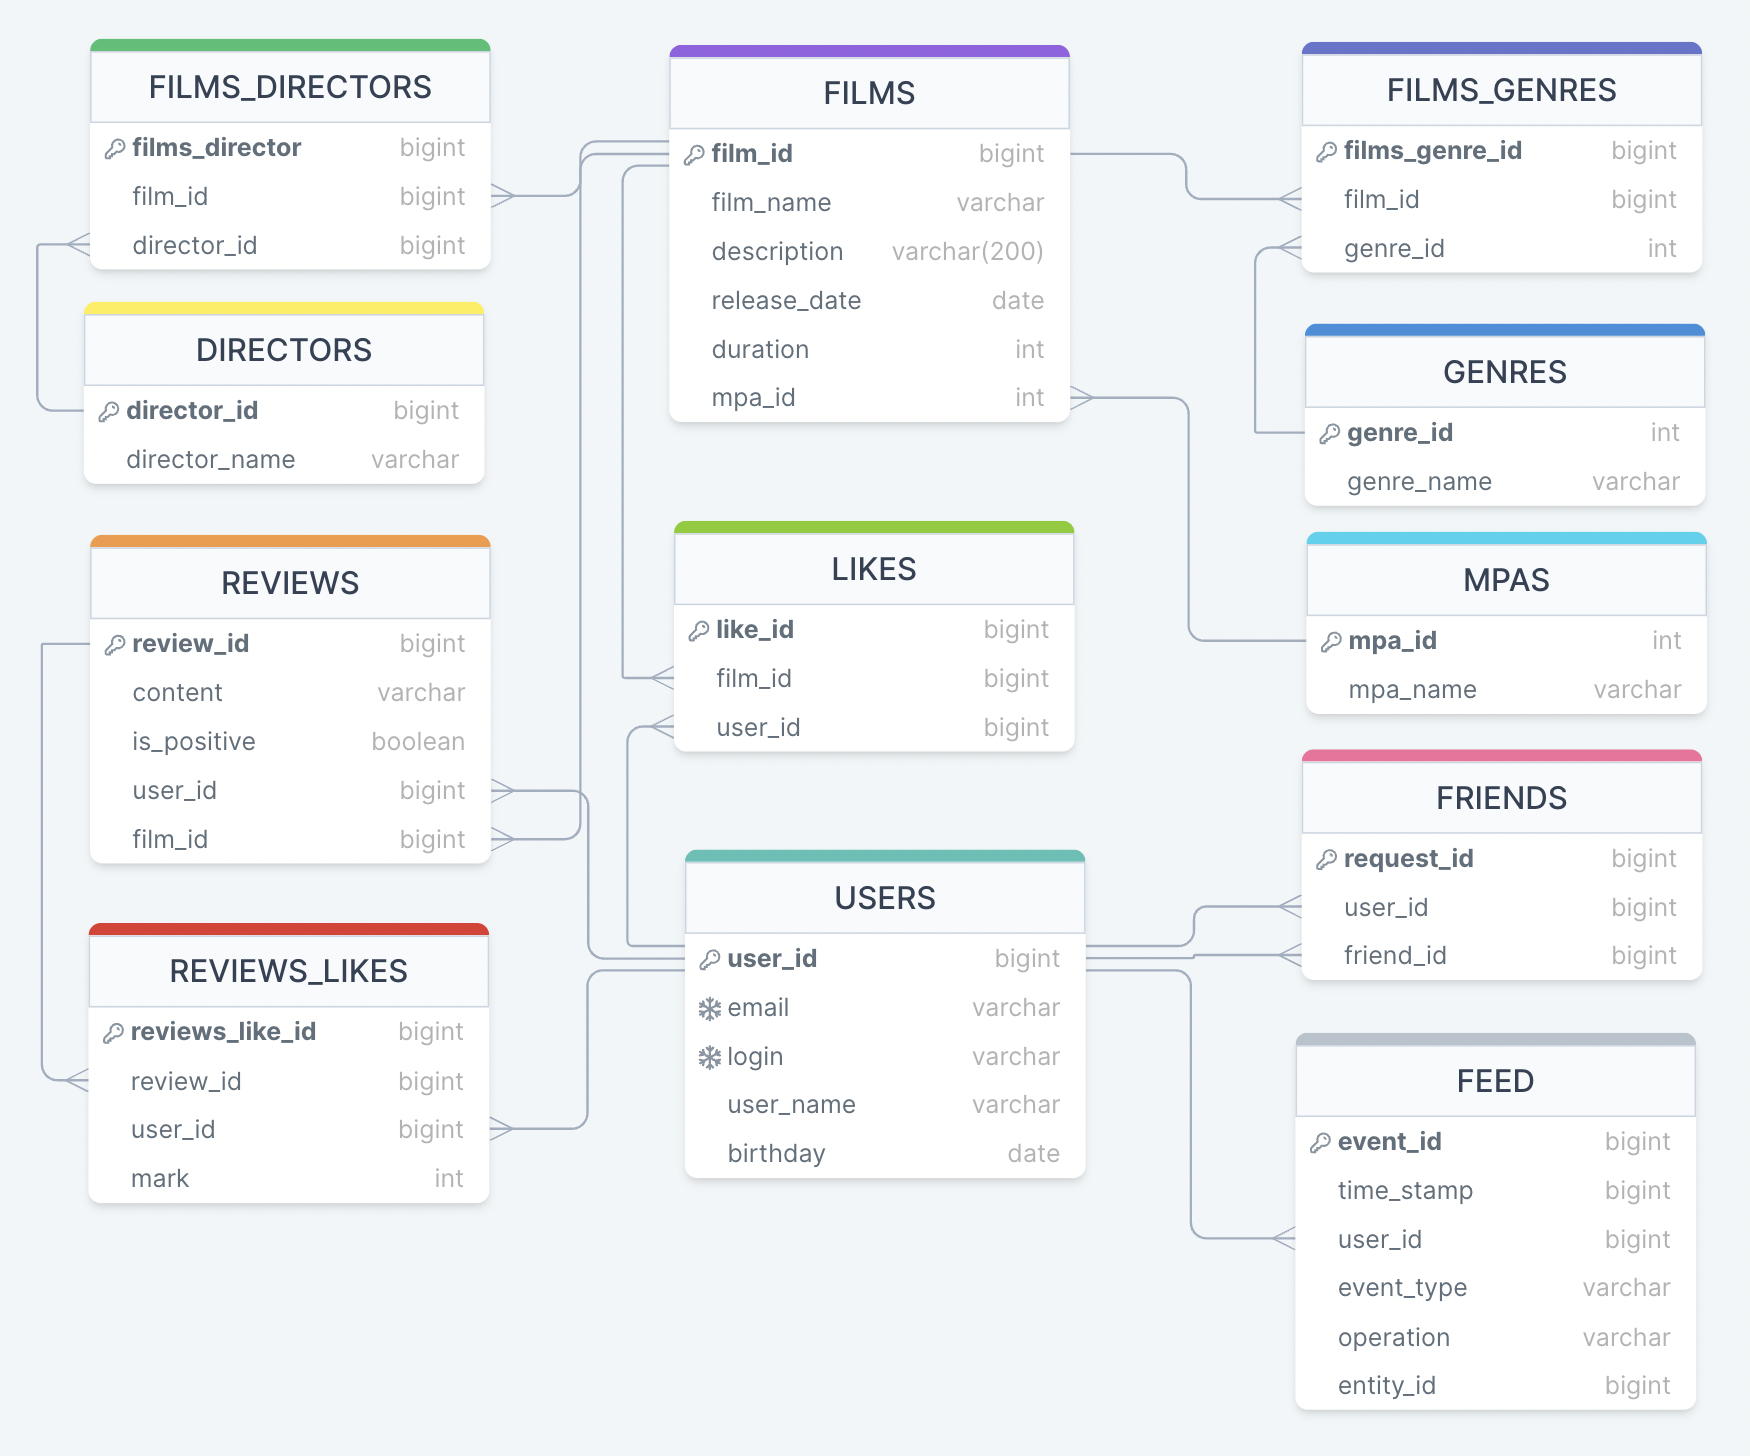 FILMS_DIRECTORS
films_director bigint
film_id bigint
director_id bigint
DIRECTORS
director_id bigint
director_name varchar
REVIEWS
review_id bigint
content varchar
is_positive boolean
user_id bigint
film_id bigint
REVIEWS_LIKES
reviews_like_id bigint
review_id bigint
user_id bigint
mark int
FILMS
film_id bigint
film_name varchar
description varchar(200)
release_date date
duration int
mpa_id int
LIKES
like_id bigint
film_id bigint
user_id bigint
USERS
user_id bigint
email varchar
login varchar
user_name varchar
birthday date
FILMS_GENRES
films_genre_id bigint
film_id bigint
genre_id int
GENRES
genre_id int
genre_name varchar
MPAS
mpa_id int
mpa_name varchar
FRIENDS
request_id bigint
user_id bigint
friend_id bigint
FEED
event_id bigint
time_stamp bigint
user_id bigint
event_type varchar
operation varchar
entity_id bigint